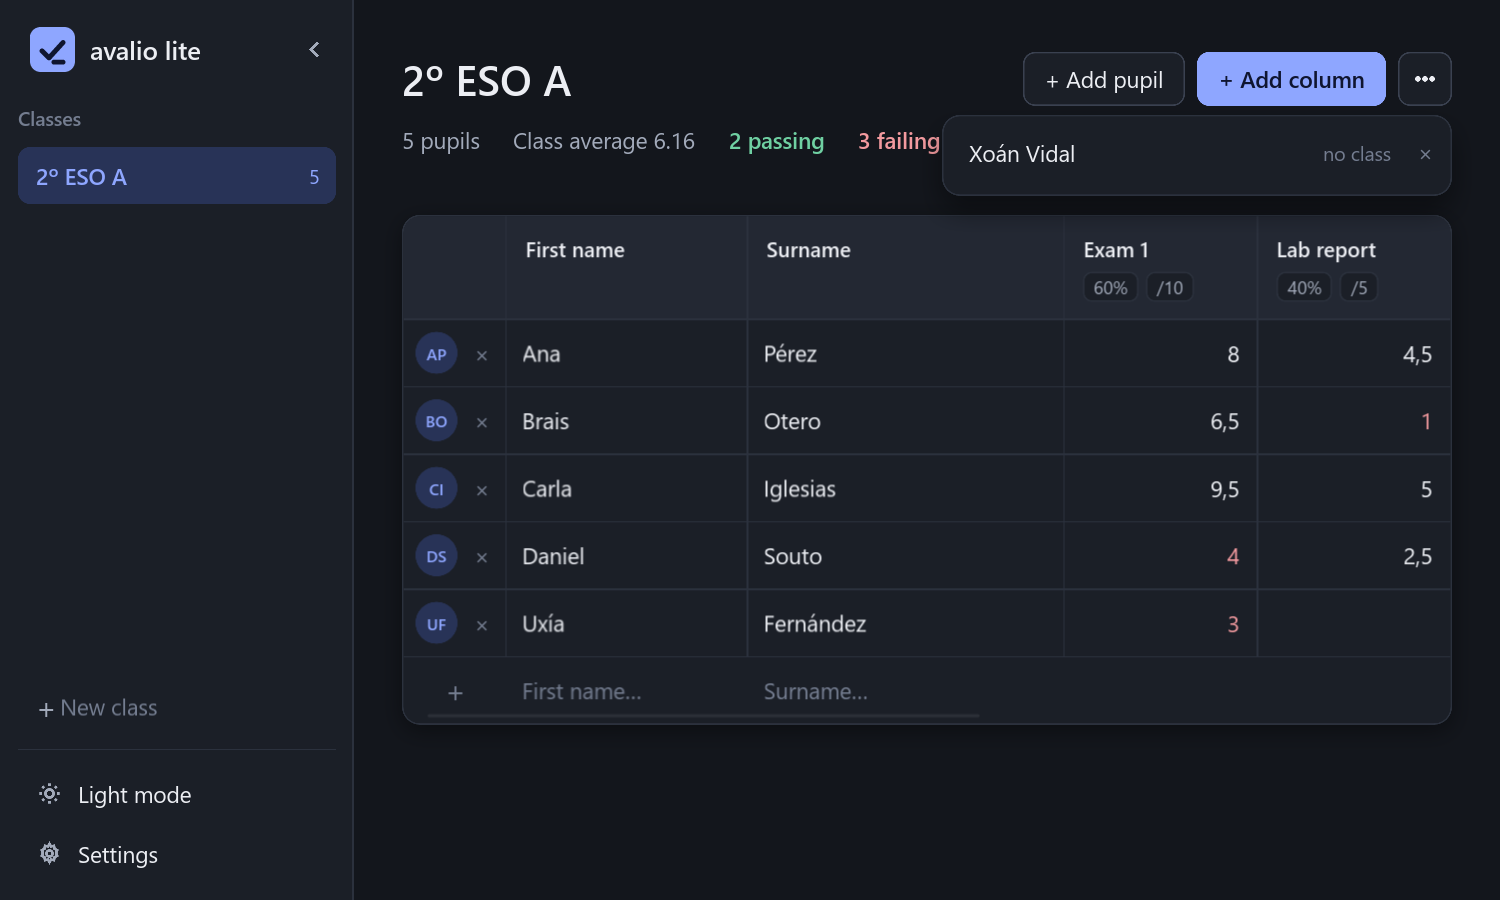 avalio lite
Classes
2º ESO A 5
+ New class
Light mode
Settings
2º ESO A
+ Add pupil
+ Add column
5 pupils Class average 6.16 2 passing 3 failing
Xoán Vidal no class ×
First name Surname Exam 1 Lab report
60% /10 40% /5
AP × Ana Pérez 8 4,5
BO × Brais Otero 6,5 1
CI × Carla Iglesias 9,5 5
DS × Daniel Souto 4 2,5
UF × Uxía Fernández 3
+ First name... Surname...